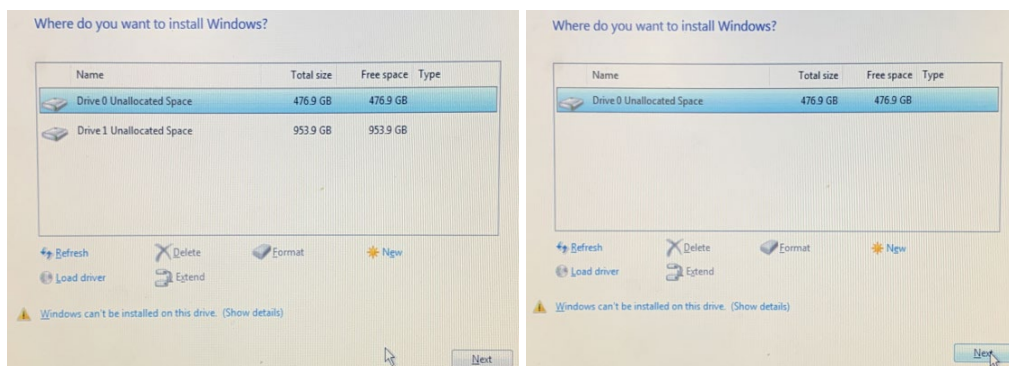 Where do you want to install Windows?
Name Total size Free space Type
Drive 0 Unallocated Space 476.9 GB 476.9 GB
Drive 1 Unallocated Space 953.9 GB 953.9 GB
Refresh Delete Format New
Load driver Extend
Windows can't be installed on this drive. (Show details)
Next
Where do you want to install Windows?
Name Total size Free space Type
Drive 0 Unallocated Space 476.9 GB 476.9 GB
Refresh Delete Format New
Load driver Extend
Windows can't be installed on this drive. (Show details)
Next